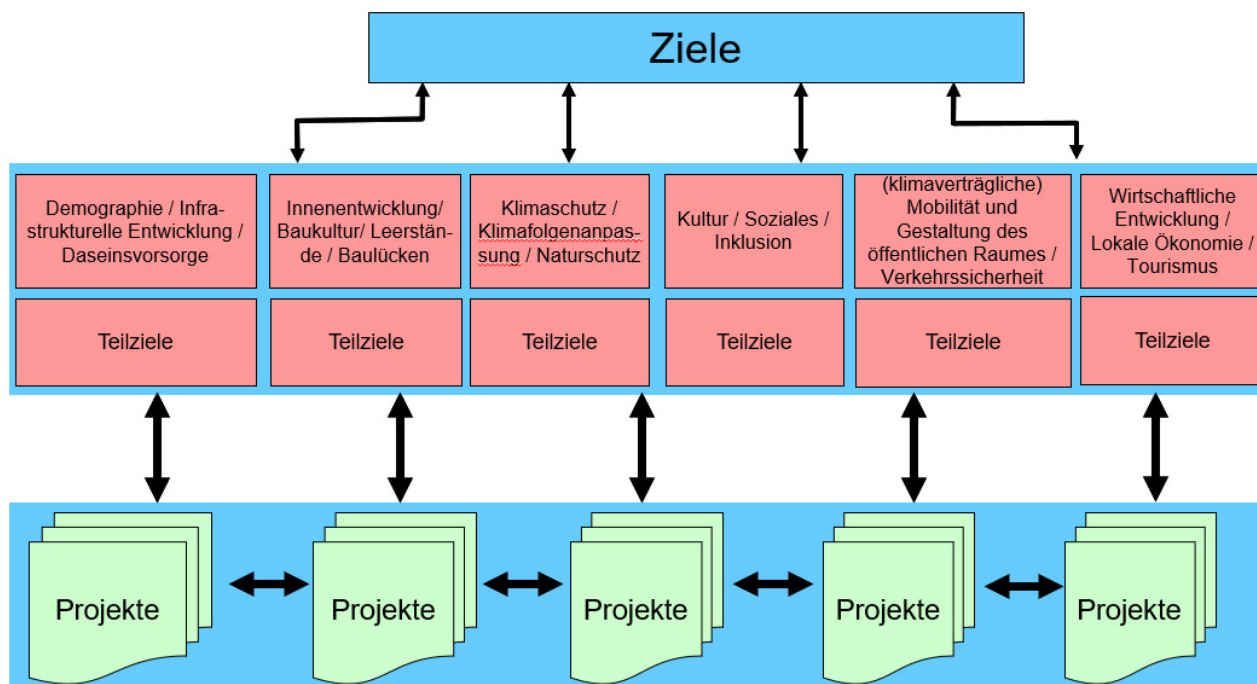 Ziele
Demographie / Infra-
strukturelle Entwicklung /
Daseinsvorsorge
Innenentwicklung/
Baukultur/ Leerstän-
de / Baulücken
Klimaschutz /
Klimafolgenanpas-
sung / Naturschutz
Kultur / Soziales /
Inklusion
(klimaverträgliche)
Mobilität und
Gestaltung des
öffentlichen Raumes /
Verkehrssicherheit
Wirtschaftliche
Entwicklung /
Lokale Ökonomie /
Tourismus
Teilziele
Teilziele
Teilziele
Teilziele
Teilziele
Teilziele
Projekte
Projekte
Projekte
Projekte
Projekte